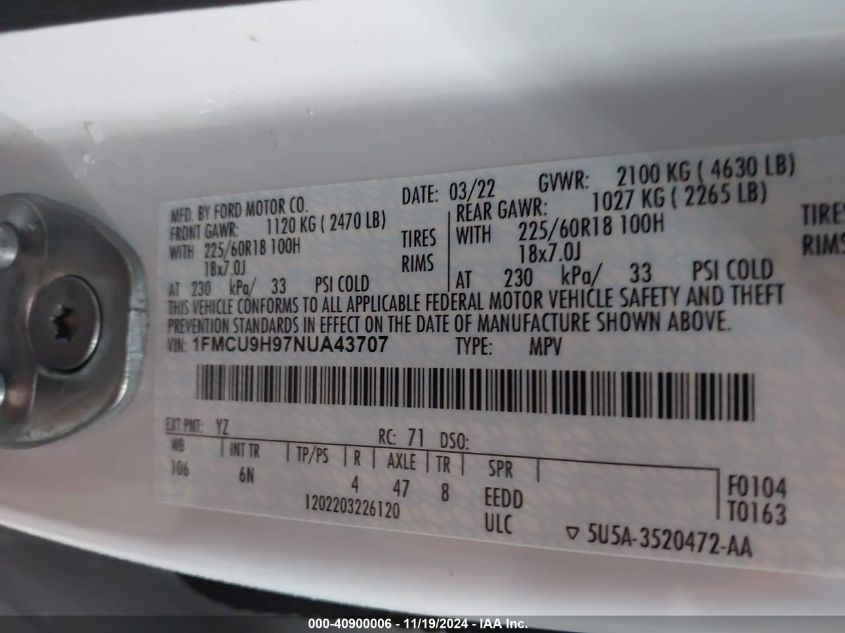 MFD. BY FORD MOTOR CO. DATE: 03/22 GVWR: 2100 KG ( 4630 LB)
FRONT GAWR: 1120 KG ( 2470 LB) REAR GAWR: 1027 KG ( 2265 LB)
WITH 225/60R18 100H TIRES WITH 225/60R18 100H TIRES
18x7.0J RIMS 18x7.0J RIMS
AT 230 kPa/ 33 PSI COLD AT 230 kPa/ 33 PSI COLD
THIS VEHICLE CONFORMS TO ALL APPLICABLE FEDERAL MOTOR VEHICLE SAFETY AND THEFT
PREVENTION STANDARDS IN EFFECT ON THE DATE OF MANUFACTURE SHOWN ABOVE.
VIN: 1FMCU9H97NUA43707 TYPE: MPV
EXT PNT: YZ RC: 71 DSO:
WB INT TR TP/PS R AXLE TR SPR
106 6N 4 47 8 EEDD F0104
1202203226120 ULC T0163
▽ 5U5A-3520472-AA
000-40900006 - 11/19/2024 - IAA Inc.